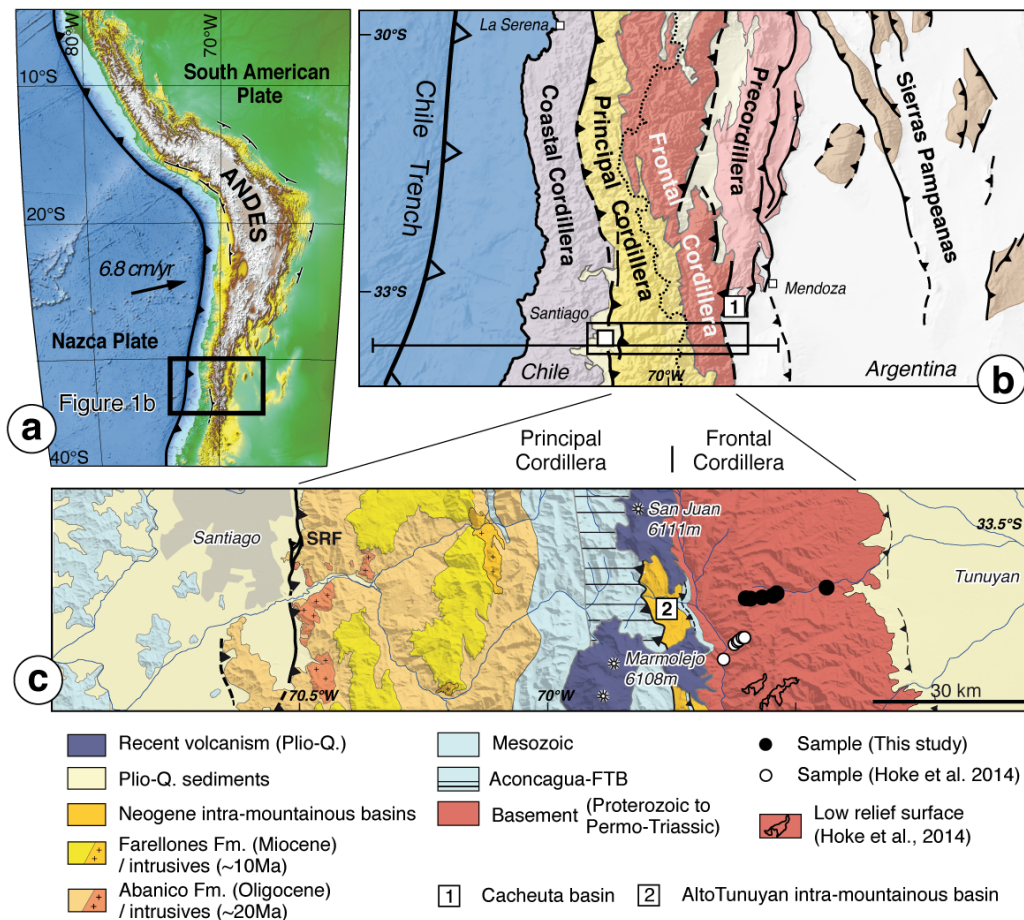 80°W
70°W
10°S
South American
Plate
ANDES
20°S
6.8 cm/yr
Nazca Plate
Figure 1b
a
40°S
30°S
La Serena
Chile Trench
Coastal Cordillera
Principal Cordillera
Frontal Cordillera
Precordillera
Sierras Pampeanas
33°S
Santiago
1
Mendoza
Chile
70°W
Argentina
b
Principal
Cordillera
Frontal
Cordillera
Santiago
SRF
San Juan
6111m
33.5°S
Tunuyan
2
Marmolejo
6108m
c
70.5°W
70°W
30 km
Recent volcanism (Plio-Q.)
Plio-Q. sediments
Neogene intra-mountainous basins
Farellones Fm. (Miocene)
/ intrusives (~10Ma)
Abanico Fm. (Oligocene)
/ intrusives (~20Ma)
Mesozoic
Aconcagua-FTB
Basement (Proterozoic to
Permo-Triassic)
1 Cacheuta basin
2 AltoTunuyan intra-mountainous basin
Sample (This study)
Sample (Hoke et al. 2014)
Low relief surface
(Hoke et al., 2014)